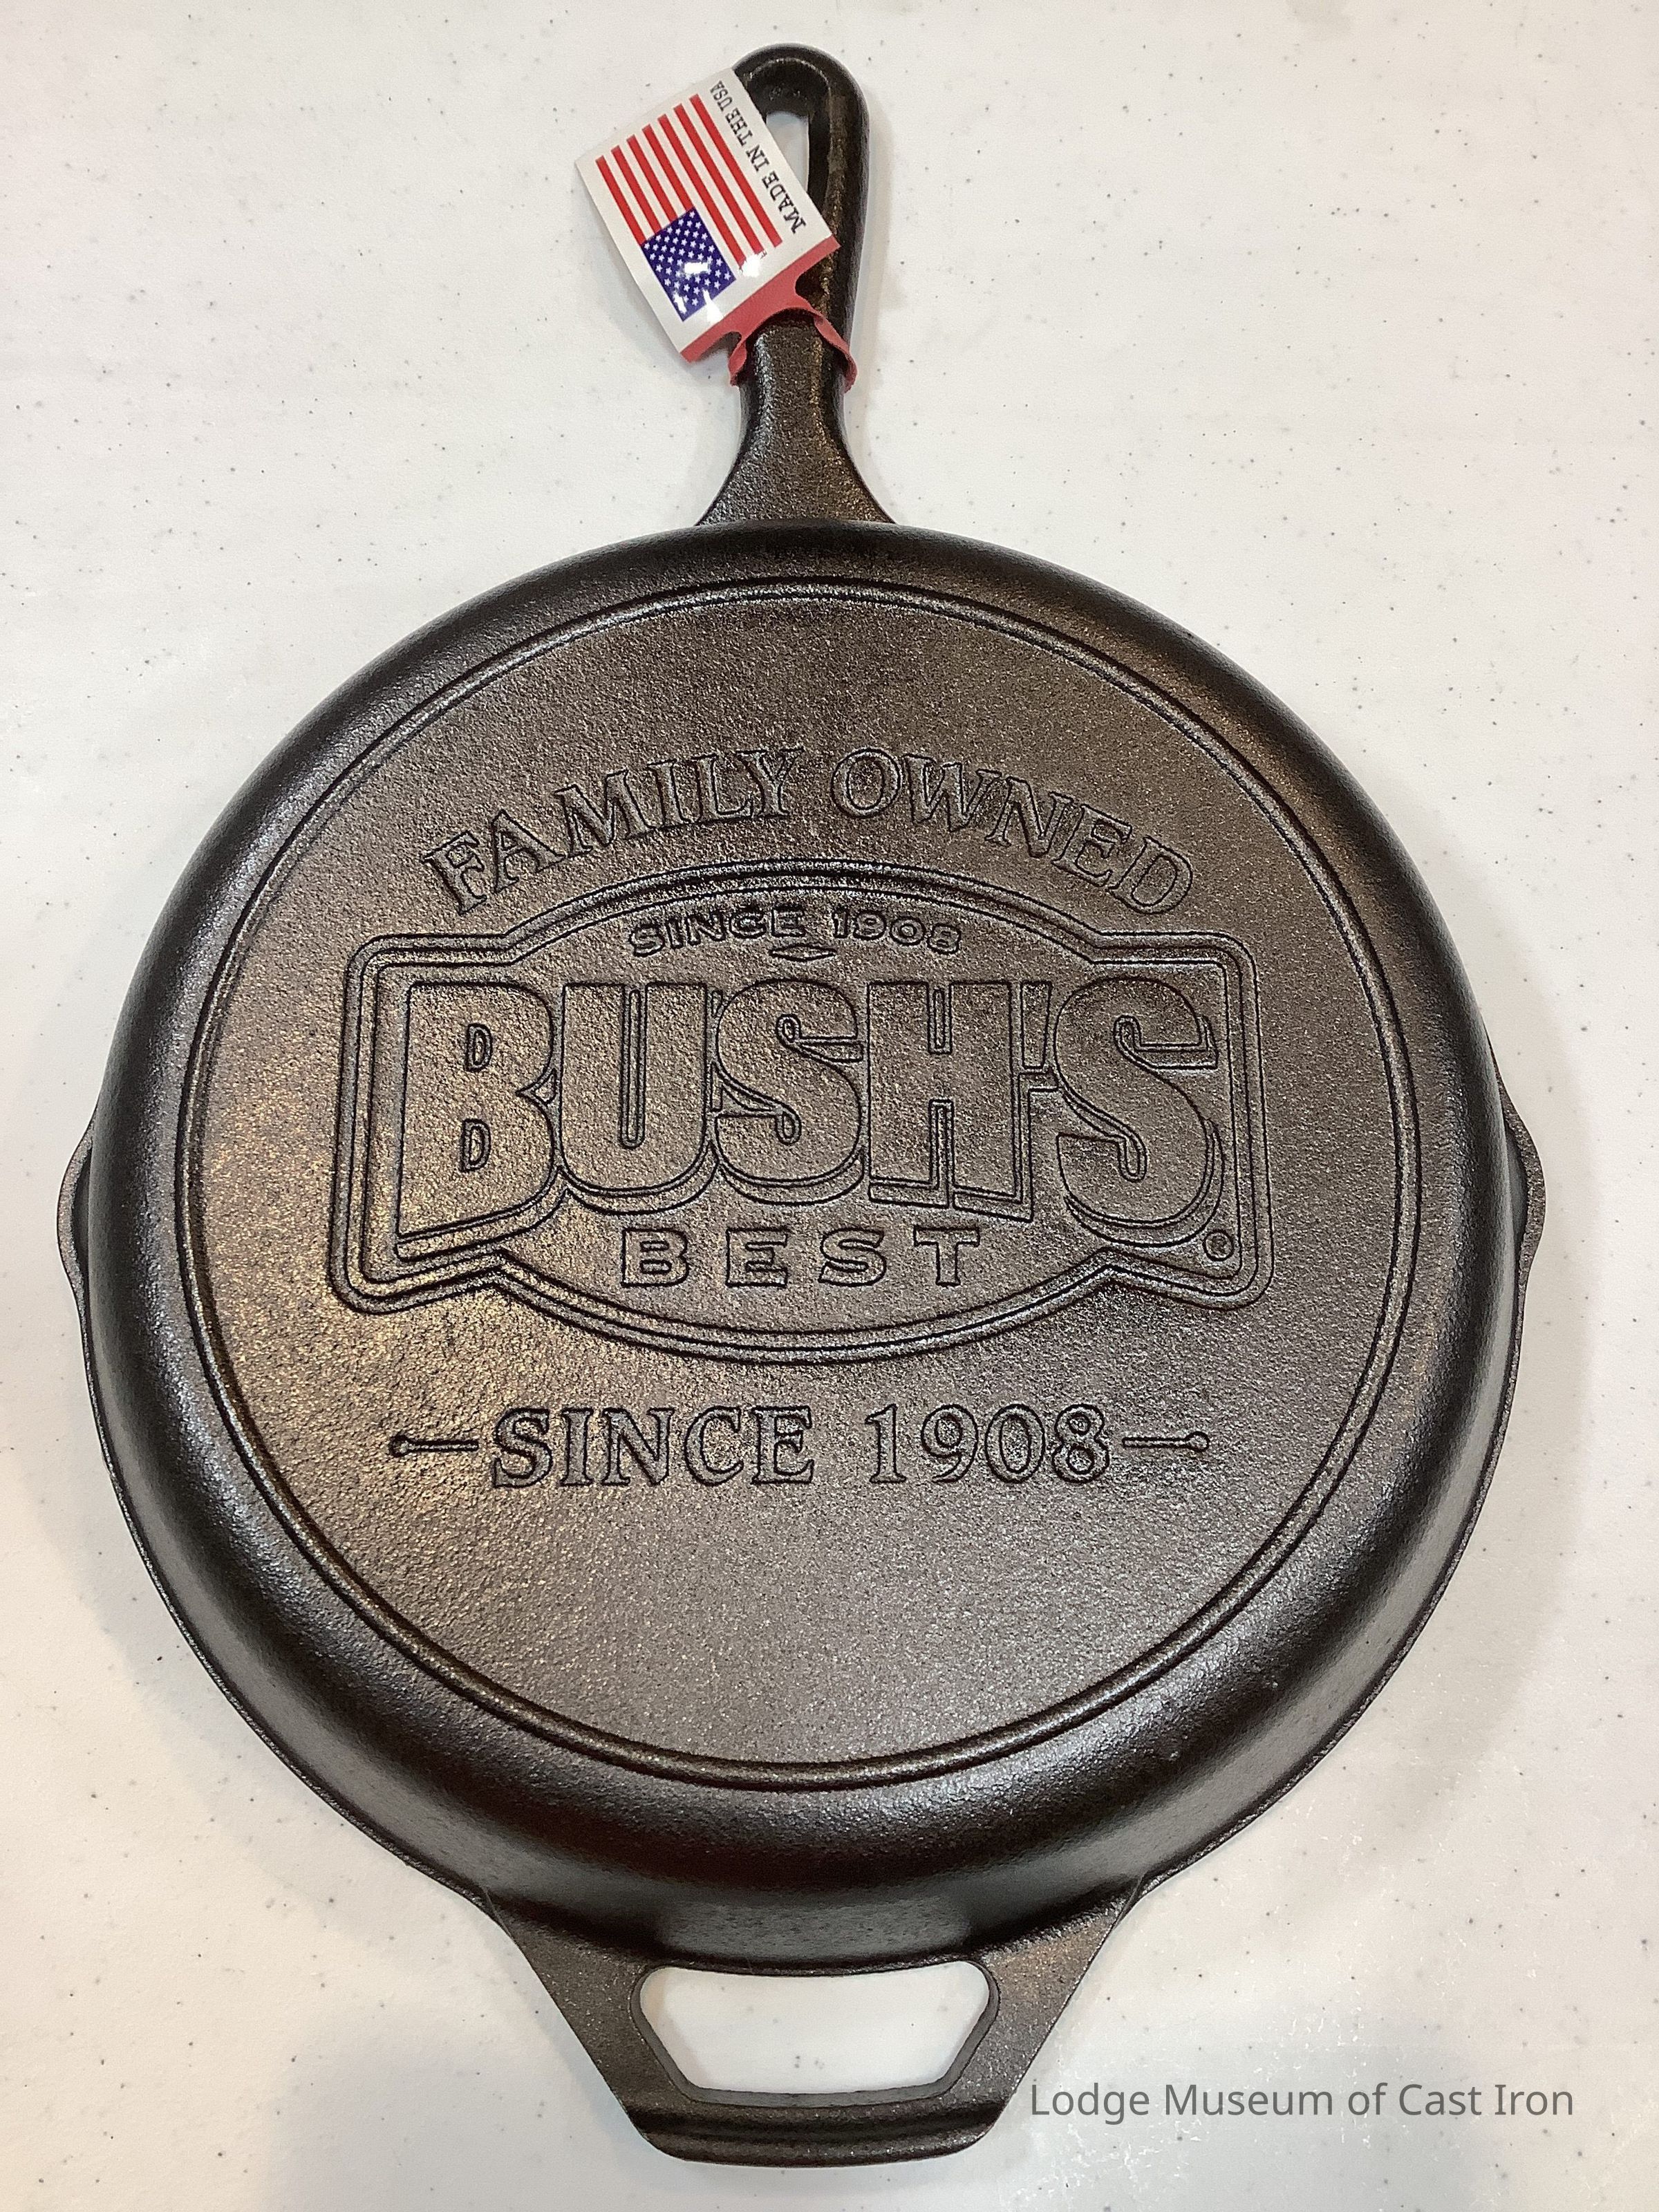 MADE IN THE USA
FAMILY OWNED
SINCE 1908
BUSH'S®
BEST
SINCE 1908
Lodge Museum of Cast Iron